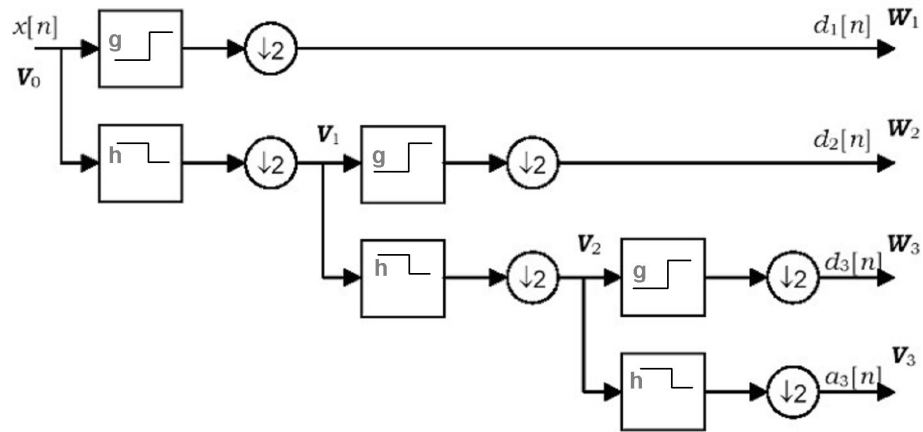 x[n] g ↓2 d₁[n] W₁
V₀
h ↓2 V₁ g ↓2 d₂[n] W₂
h ↓2 V₂ g ↓2 d₃[n] W₃
h ↓2 a₃[n] V₃